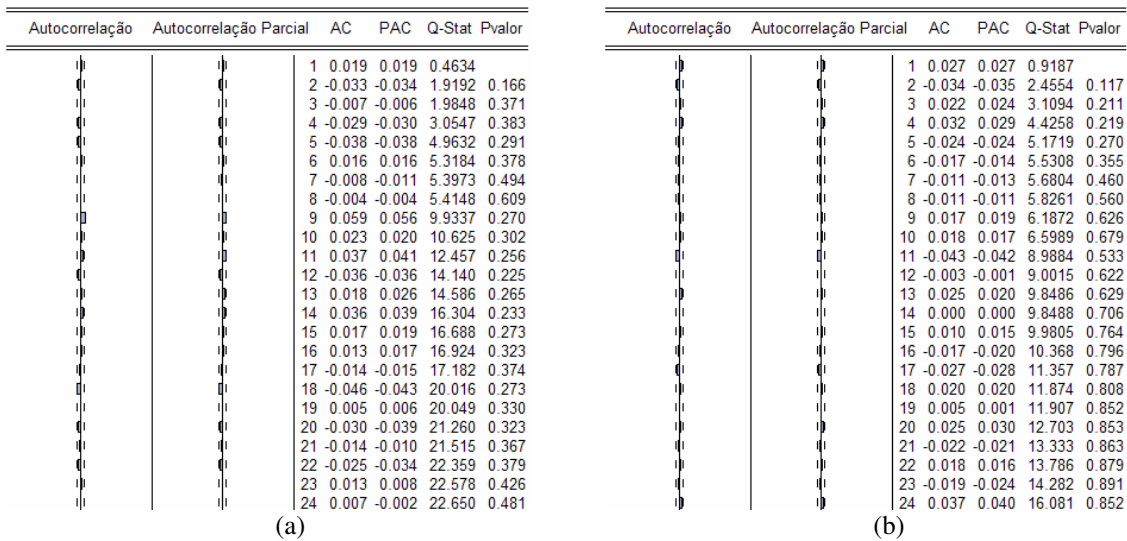 Autocorrelação Autocorrelação Parcial AC PAC Q-Stat Pvalor
1 0.019 0.019 0.4634
2 -0.033 -0.034 1.9192 0.166
3 -0.007 -0.006 1.9848 0.371
4 -0.029 -0.030 3.0547 0.383
5 -0.038 -0.038 4.9632 0.291
6 0.016 0.016 5.3184 0.378
7 -0.008 -0.011 5.3973 0.494
8 -0.004 -0.004 5.4148 0.609
9 0.059 0.056 9.9337 0.270
10 0.023 0.020 10.625 0.302
11 0.037 0.041 12.457 0.256
12 -0.036 -0.036 14.140 0.225
13 0.018 0.026 14.586 0.265
14 0.036 0.039 16.304 0.233
15 0.017 0.019 16.688 0.273
16 0.013 0.017 16.924 0.323
17 -0.014 -0.015 17.182 0.374
18 -0.046 -0.043 20.016 0.273
19 0.005 0.006 20.049 0.330
20 -0.030 -0.039 21.260 0.323
21 -0.014 -0.010 21.515 0.367
22 -0.025 -0.034 22.359 0.379
23 0.013 0.008 22.578 0.426
24 0.007 -0.002 22.650 0.481
(a)
Autocorrelação Autocorrelação Parcial AC PAC Q-Stat Pvalor
1 0.027 0.027 0.9187
2 -0.034 -0.035 2.4554 0.117
3 0.022 0.024 3.1094 0.211
4 0.032 0.029 4.4258 0.219
5 -0.024 -0.024 5.1719 0.270
6 -0.017 -0.014 5.5308 0.355
7 -0.011 -0.013 5.6804 0.460
8 -0.011 -0.011 5.8261 0.560
9 0.017 0.019 6.1872 0.626
10 0.018 0.017 6.5989 0.679
11 -0.043 -0.042 8.9884 0.533
12 -0.003 -0.001 9.0015 0.622
13 0.025 0.020 9.8486 0.629
14 0.000 0.000 9.8488 0.706
15 0.010 0.015 9.9805 0.764
16 -0.017 -0.020 10.368 0.796
17 -0.027 -0.028 11.357 0.787
18 0.020 0.020 11.874 0.808
19 0.005 0.001 11.907 0.852
20 0.025 0.030 12.703 0.853
21 -0.022 -0.021 13.333 0.863
22 0.018 0.016 13.786 0.879
23 -0.019 -0.024 14.282 0.891
24 0.037 0.040 16.081 0.852
(b)